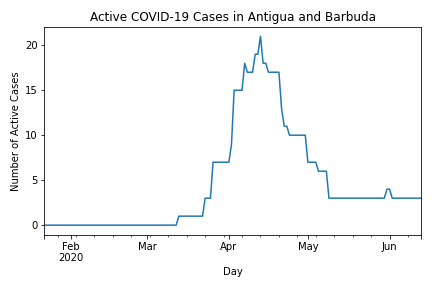 Active COVID-19 Cases in Antigua and Barbuda
Number of Active Cases
20
15
10
5
0
Feb Mar Apr May Jun
2020
Day